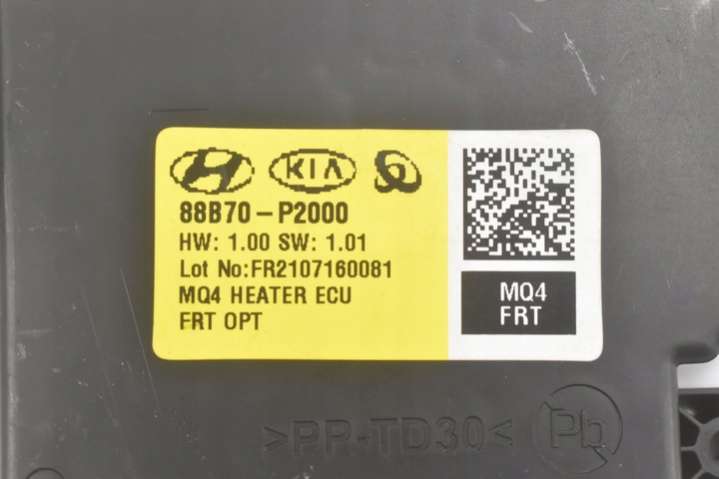 KIA
88B70-P2000
HW: 1.00 SW: 1.01
Lot No:FR2107160081
MQ4 HEATER ECU
FRT OPT
MQ4
FRT
>PP-TD30<
Pb